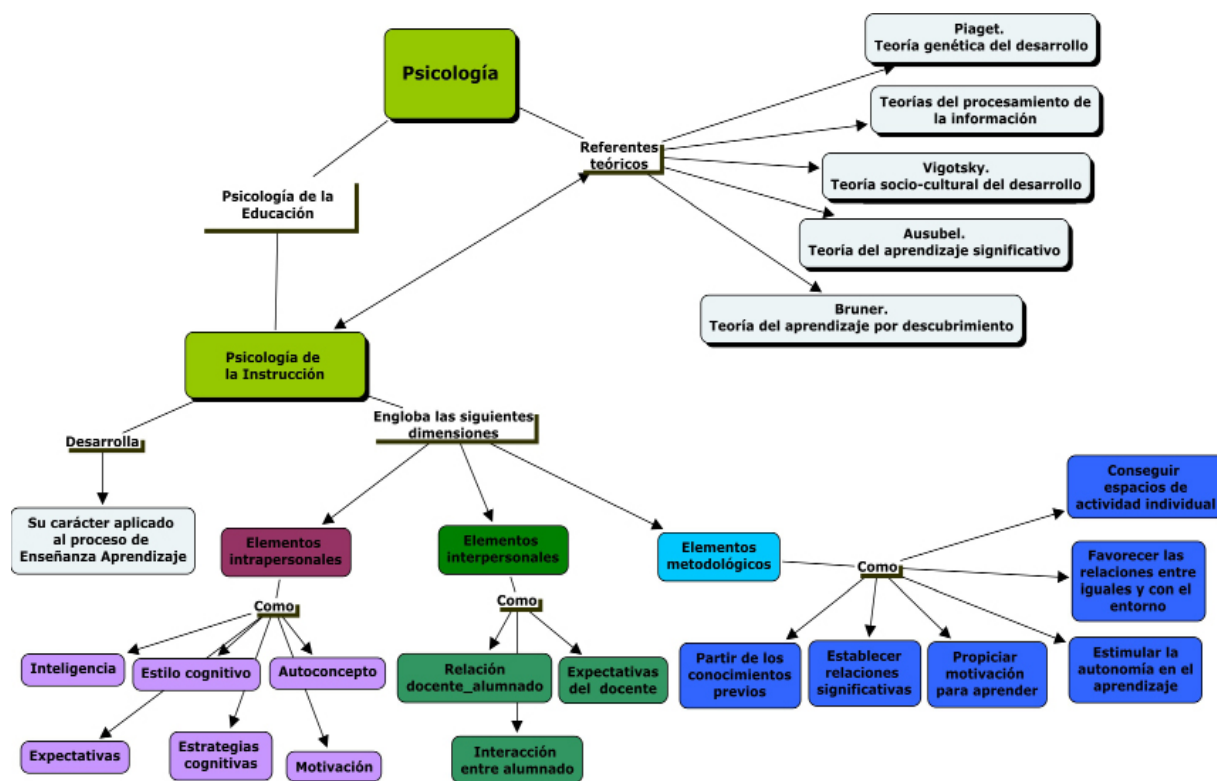 Psicología
Piaget.
Teoría genética del desarrollo
Teorías del procesamiento de
la información
Referentes
teóricos
Vigotsky.
Teoría socio-cultural del desarrollo
Psicología de la
Educación
Ausubel.
Teoría del aprendizaje significativo
Bruner.
Teoría del aprendizaje por descubrimiento
Psicología de
la Instrucción
Engloba las siguientes
dimensiones
Desarrolla
Su carácter aplicado
al proceso de
Enseñanza Aprendizaje
Elementos
intrapersonales
Elementos
interpersonales
Elementos
metodológicos
Conseguir
espacios de
actividad individual
Como
Favorecer las
relaciones entre
iguales y con el
entorno
Como
Como
Inteligencia
Estilo cognitivo
Autoconcepto
Relación
docente_alumnado
Expectativas
del docente
Partir de los
conocimientos
previos
Establecer
relaciones
significativas
Propiciar
motivación
para aprender
Estimular la
autonomía en el
aprendizaje
Expectativas
Estrategias
cognitivas
Motivación
Interacción
entre alumnado